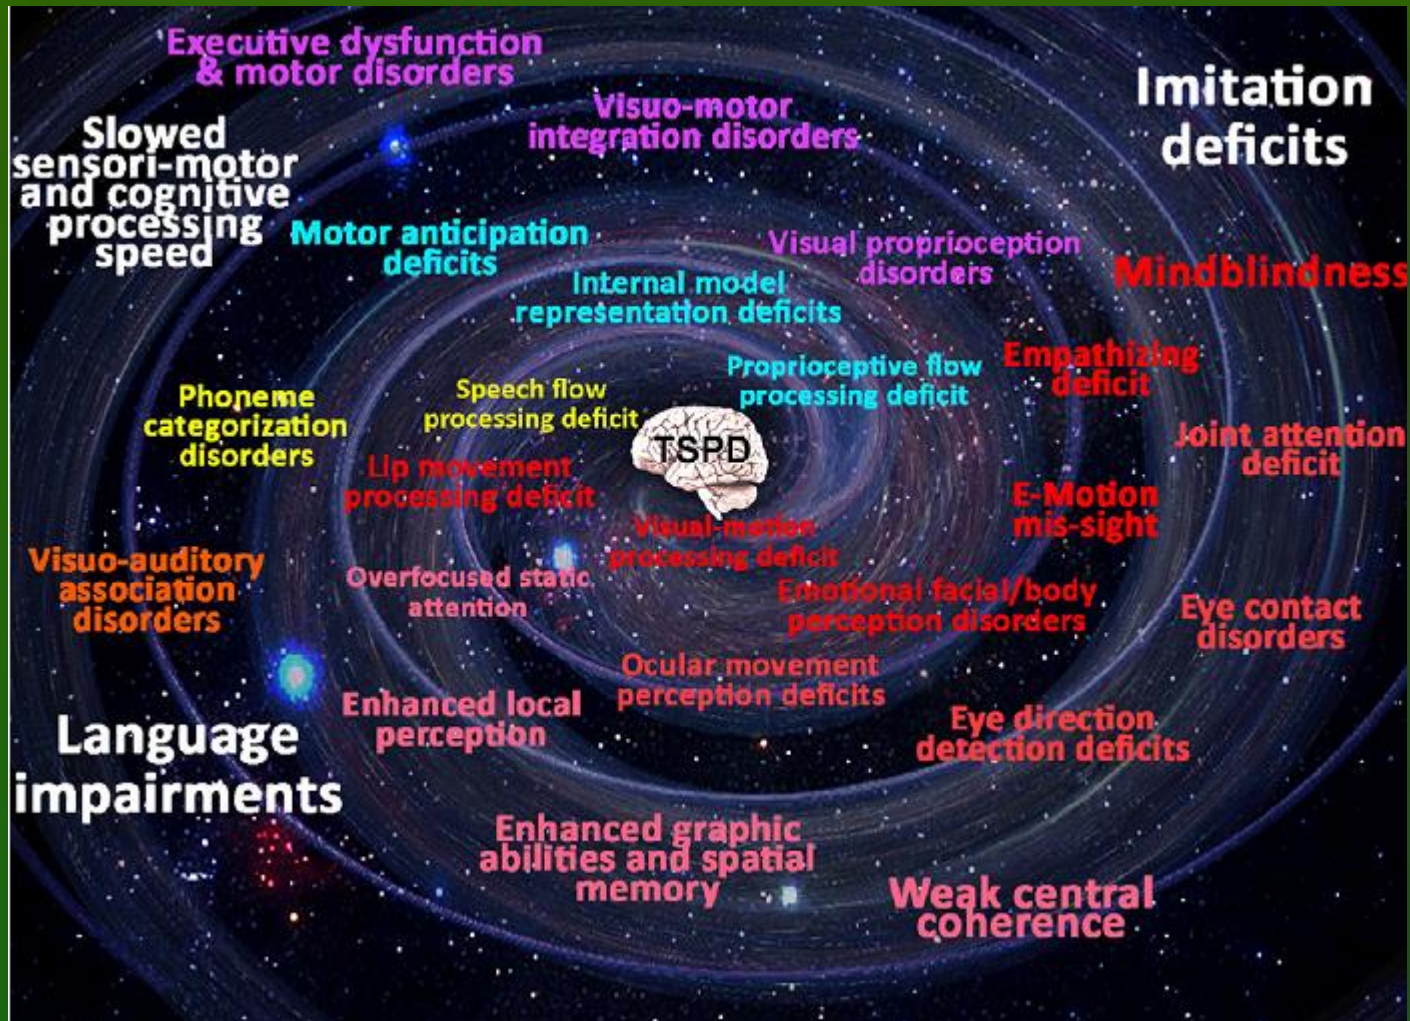 Executive dysfunction
& motor disorders
Visuo-motor
integration disorders
Imitation
deficits
Slowed
sensori-motor
and cognitive
processing
speed
Motor anticipation
deficits
Visual proprioception
disorders
Internal model
representation deficits
Mindblindness
Empathizing
deficit
Proprioceptive flow
processing deficit
Speech flow
processing deficit
Phoneme
categorization
disorders
TSPD
Joint attention
deficit
Lip movement
processing deficit
E-Motion
mis-sight
Visual-motion
processing deficit
Visuo-auditory
association
disorders
Overfocused static
attention
Emotional facial/body
perception disorders
Eye contact
disorders
Ocular movement
perception deficits
Enhanced local
perception
Eye direction
detection deficits
Language
impairments
Enhanced graphic
abilities and spatial
memory
Weak central
coherence